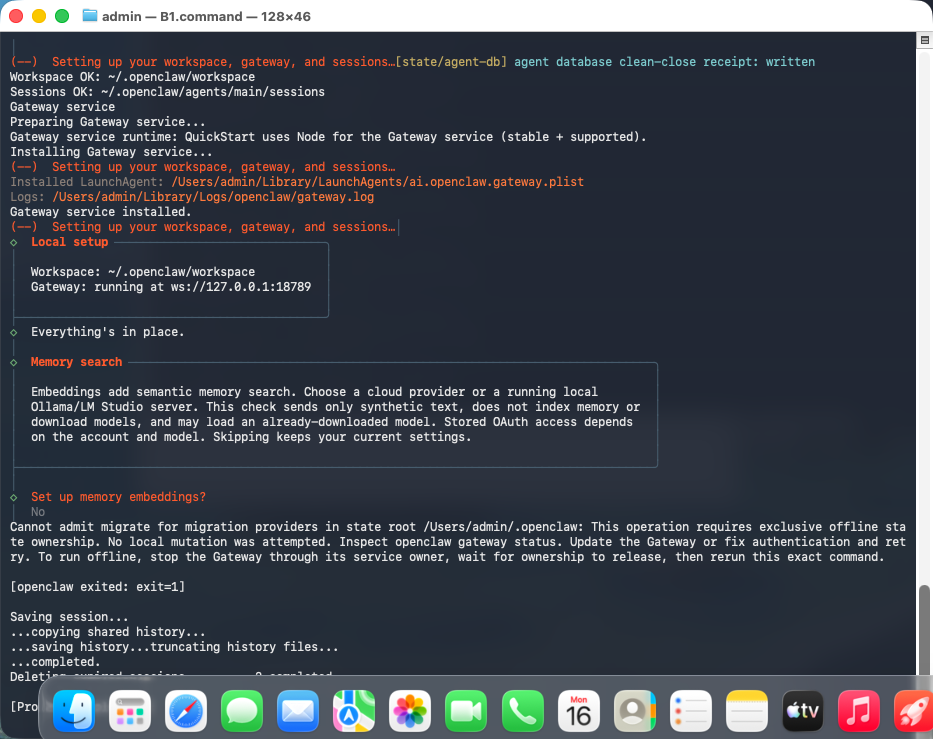 admin — B1.command — 128×46
(——)  Setting up your workspace, gateway, and sessions…[state/agent-db] agent database clean-close receipt: written
Workspace OK: ~/.openclaw/workspace
Sessions OK: ~/.openclaw/agents/main/sessions
Gateway service
Preparing Gateway service...
Gateway service runtime: QuickStart uses Node for the Gateway service (stable + supported).
Installing Gateway service...
(——)  Setting up your workspace, gateway, and sessions…
Installed LaunchAgent: /Users/admin/Library/LaunchAgents/ai.openclaw.gateway.plist
Logs: /Users/admin/Library/Logs/openclaw/gateway.log
Gateway service installed.
(——)  Setting up your workspace, gateway, and sessions…
◇  Local setup
Workspace: ~/.openclaw/workspace
Gateway: running at ws://127.0.0.1:18789
◇  Everything's in place.
◇  Memory search
Embeddings add semantic memory search. Choose a cloud provider or a running local
Ollama/LM Studio server. This check sends only synthetic text, does not index memory or
download models, and may load an already-downloaded model. Stored OAuth access depends
on the account and model. Skipping keeps your current settings.
◇  Set up memory embeddings?
No
Cannot admit migrate for migration providers in state root /Users/admin/.openclaw: This operation requires exclusive offline sta
te ownership. No local mutation was attempted. Inspect openclaw gateway status. Update the Gateway or fix authentication and ret
ry. To run offline, stop the Gateway through its service owner, wait for ownership to release, then rerun this exact command.
[openclaw exited: exit=1]
Saving session...
...copying shared history...
...saving history...truncating history files...
...completed.
Deleting expired sessions... completed
[Pro
Mon
16
tv